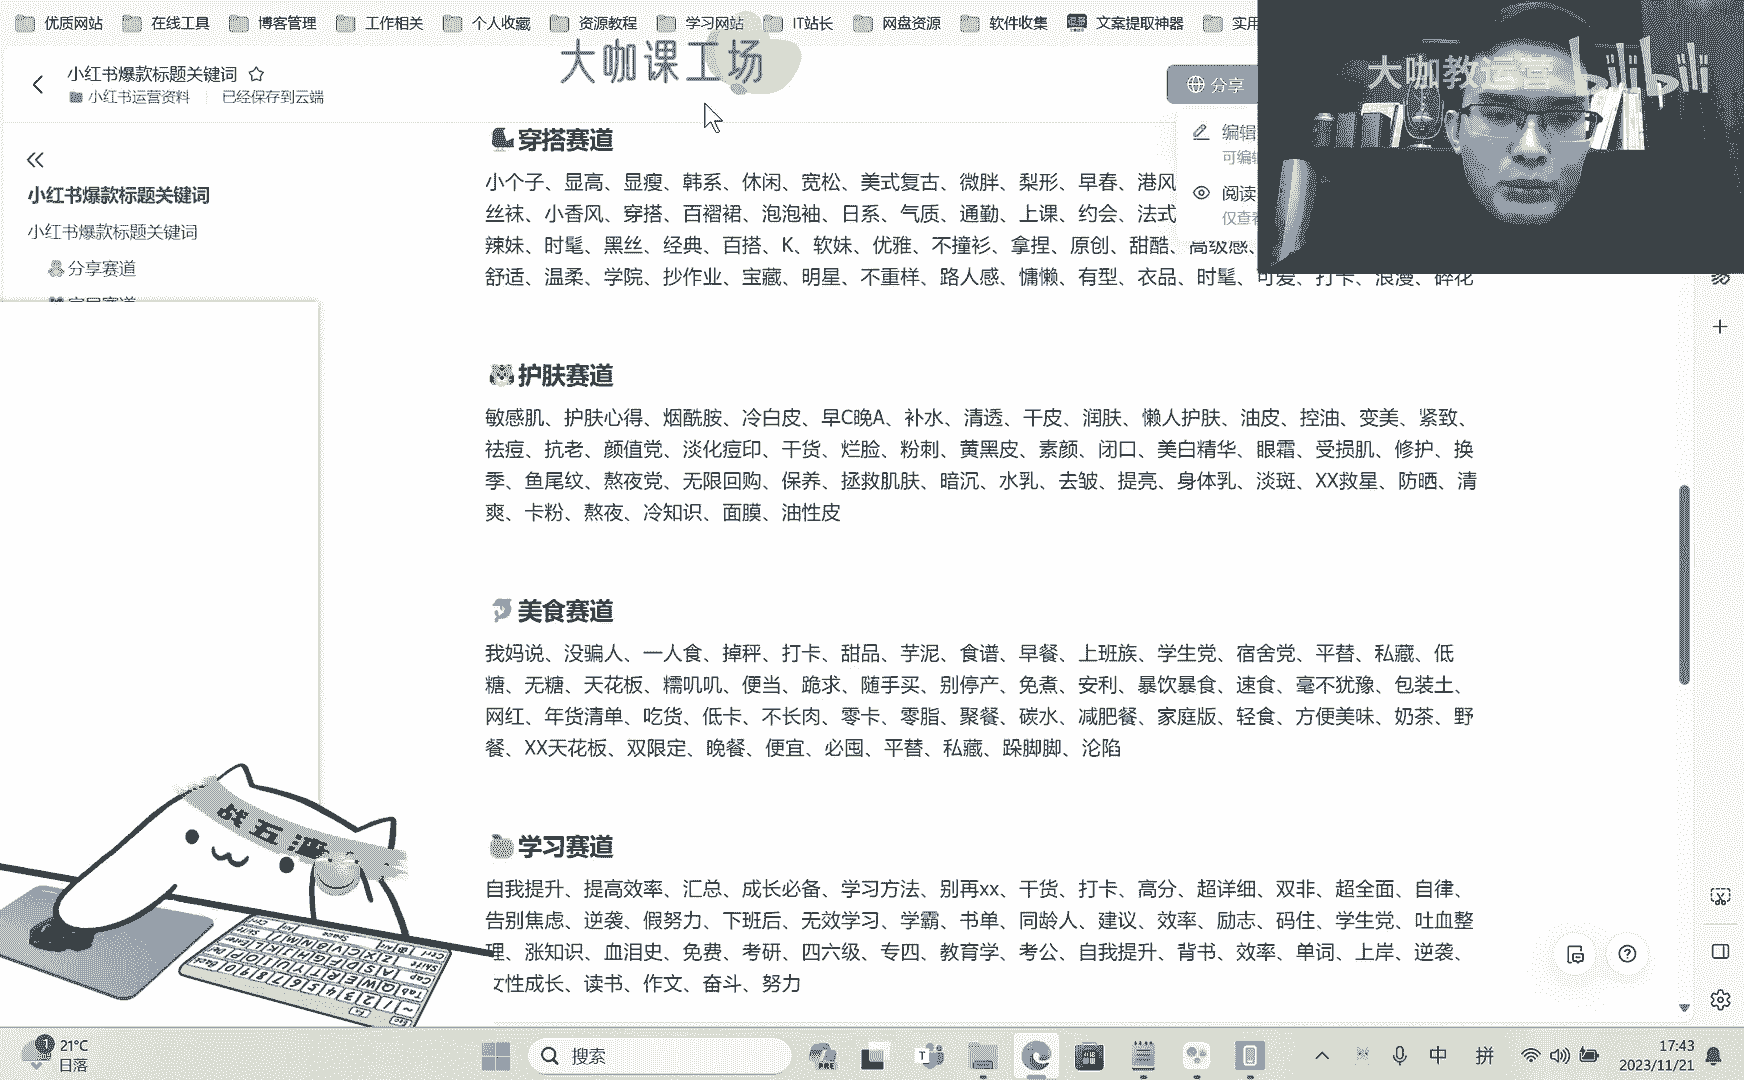 优质网站 在线工具 博客管理 工作相关 个人收藏 资源教程 学习网站 IT站长 网盘资源 软件收集 文案提取神器 实用
大咖课工场
大咖教运营 bilibili
小红书爆款标题关键词
小红书运营资料 已经保存到云端
分享
编辑
可编辑
阅读
仅查看
小红书爆款标题关键词
小红书爆款标题关键词
分享赛道
穿搭赛道
小个子、显高、显瘦、韩系、休闲、宽松、美式复古、微胖、梨形、早春、港风
丝袜、小香风、穿搭、百褶裙、泡泡袖、日系、气质、通勤、上课、约会、法式
辣妹、时髦、黑丝、经典、百搭、K、软妹、优雅、不撞衫、拿捏、原创、甜酷、高级感、
舒适、温柔、学院、抄作业、宝藏、明星、不重样、路人感、慵懒、有型、衣品、时髦、可爱、打卡、浪漫、碎花
护肤赛道
敏感肌、护肤心得、烟酰胺、冷白皮、早C晚A、补水、清透、干皮、润肤、懒人护肤、油皮、控油、变美、紧致、
祛痘、抗老、颜值党、淡化痘印、干货、烂脸、粉刺、黄黑皮、素颜、闭口、美白精华、眼霜、受损肌、修护、换
季、鱼尾纹、熬夜党、无限回购、保养、拯救肌肤、暗沉、水乳、去皱、提亮、身体乳、淡斑、XX救星、防晒、清
爽、卡粉、熬夜、冷知识、面膜、油性皮
美食赛道
我妈说、没骗人、一人食、掉秤、打卡、甜品、芋泥、食谱、早餐、上班族、学生党、宿舍党、平替、私藏、低
糖、无糖、天花板、糯叽叽、便当、跪求、随手买、别停产、免煮、安利、暴饮暴食、速食、毫不犹豫、包装土、
网红、年货清单、吃货、低卡、不长肉、零卡、零脂、聚餐、碳水、减肥餐、家庭版、轻食、方便美味、奶茶、野
餐、XX天花板、双限定、晚餐、便宜、必囤、平替、私藏、跺脚脚、沦陷
学习赛道
自我提升、提高效率、汇总、成长必备、学习方法、别再xx、干货、打卡、高分、超详细、双非、超全面、自律、
告别焦虑、逆袭、假努力、下班后、无效学习、学霸、书单、同龄人、建议、效率、励志、码住、学生党、吐血整
理、涨知识、血泪史、免费、考研、四六级、专四、教育学、考公、自我提升、背书、效率、单词、上岸、逆袭、
女性成长、读书、作文、奋斗、努力
战五渣
21°C
日落
搜索
中 拼
17:43
2023/11/21